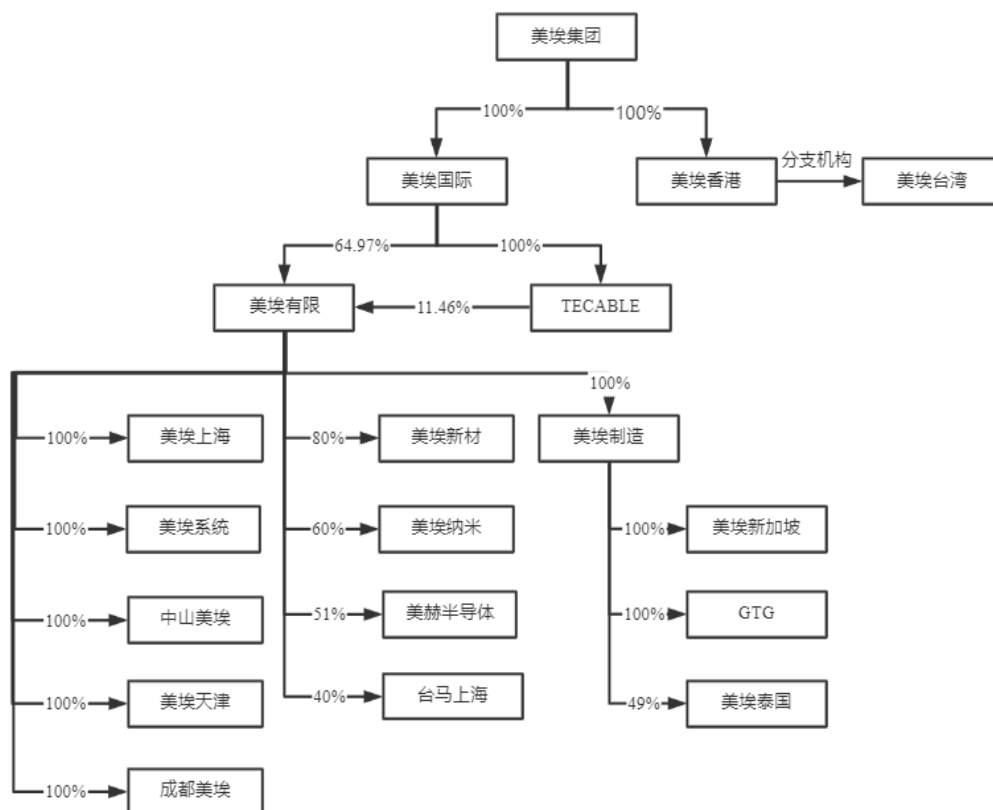 美埃集团
100%
100%
美埃国际
美埃香港
分支机构
美埃台湾
64.97%
100%
美埃有限
11.46%
TECABLE
100%
100%
美埃上海
80%
美埃新材
美埃制造
100%
美埃系统
60%
美埃纳米
100%
美埃新加坡
100%
中山美埃
51%
美赫半导体
100%
GTG
100%
美埃天津
40%
台马上海
49%
美埃泰国
100%
成都美埃